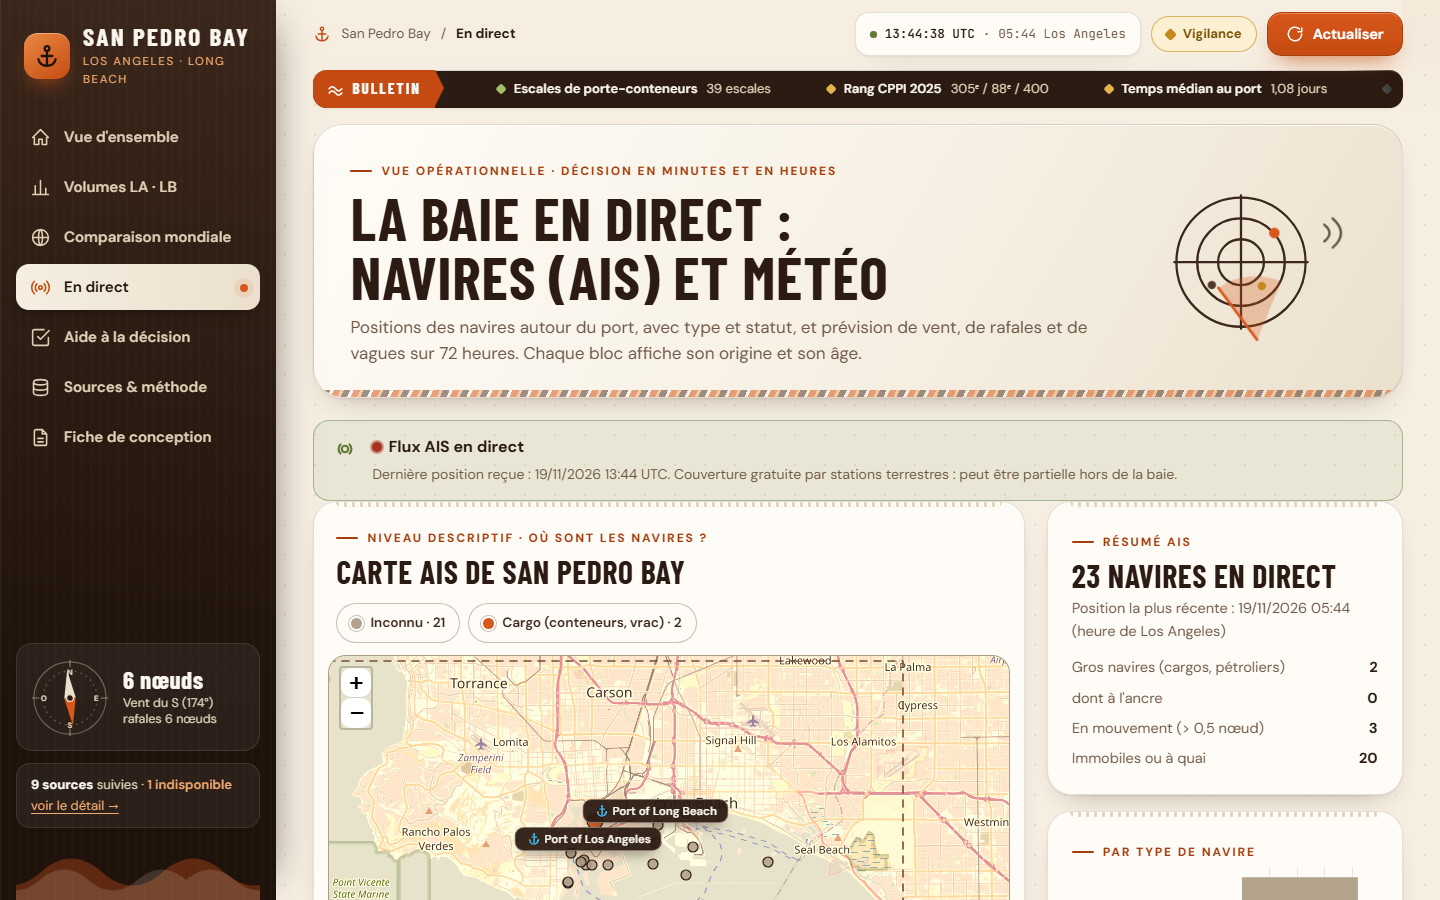 SAN PEDRO BAY
LOS ANGELES · LONG
BEACH
Vue d'ensemble
Volumes LA · LB
Comparaison mondiale
En direct
Aide à la décision
Sources & méthode
Fiche de conception
N
O
E
S
6 nœuds
Vent du S (174°)
rafales 6 nœuds
9 sources suivies · 1 indisponible
voir le détail →
San Pedro Bay / En direct
13:44:38 UTC · 05:44 Los Angeles
Vigilance
Actualiser
BULLETIN
Escales de porte-conteneurs 39 escales
Rang CPPI 2025 305ᵉ / 88ᵉ / 400
Temps médian au port 1,08 jours
VUE OPÉRATIONNELLE · DÉCISION EN MINUTES ET EN HEURES
LA BAIE EN DIRECT :
NAVIRES (AIS) ET MÉTÉO
Positions des navires autour du port, avec type et statut, et prévision de vent, de rafales et de
vagues sur 72 heures. Chaque bloc affiche son origine et son âge.
Flux AIS en direct
Dernière position reçue : 19/11/2026 13:44 UTC. Couverture gratuite par stations terrestres : peut être partielle hors de la baie.
NIVEAU DESCRIPTIF · OÙ SONT LES NAVIRES ?
CARTE AIS DE SAN PEDRO BAY
Inconnu · 21
Cargo (conteneurs, vrac) · 2
+
−
Lakewood
La Palma
Torrance
Carson
Cypress
Lomita
Signal Hill
Los Alamitos
Zamperini
Field
Port of Long Beach
Port of Los Angeles
Rancho Palos
Verdes
Seal Beach
Westmin
Point Vicente
State Marine
RÉSUMÉ AIS
23 NAVIRES EN DIRECT
Position la plus récente : 19/11/2026 05:44
(heure de Los Angeles)
Gros navires (cargos, pétroliers) 2
dont à l'ancre 0
En mouvement (> 0,5 nœud) 3
Immobiles ou à quai 20
PAR TYPE DE NAVIRE